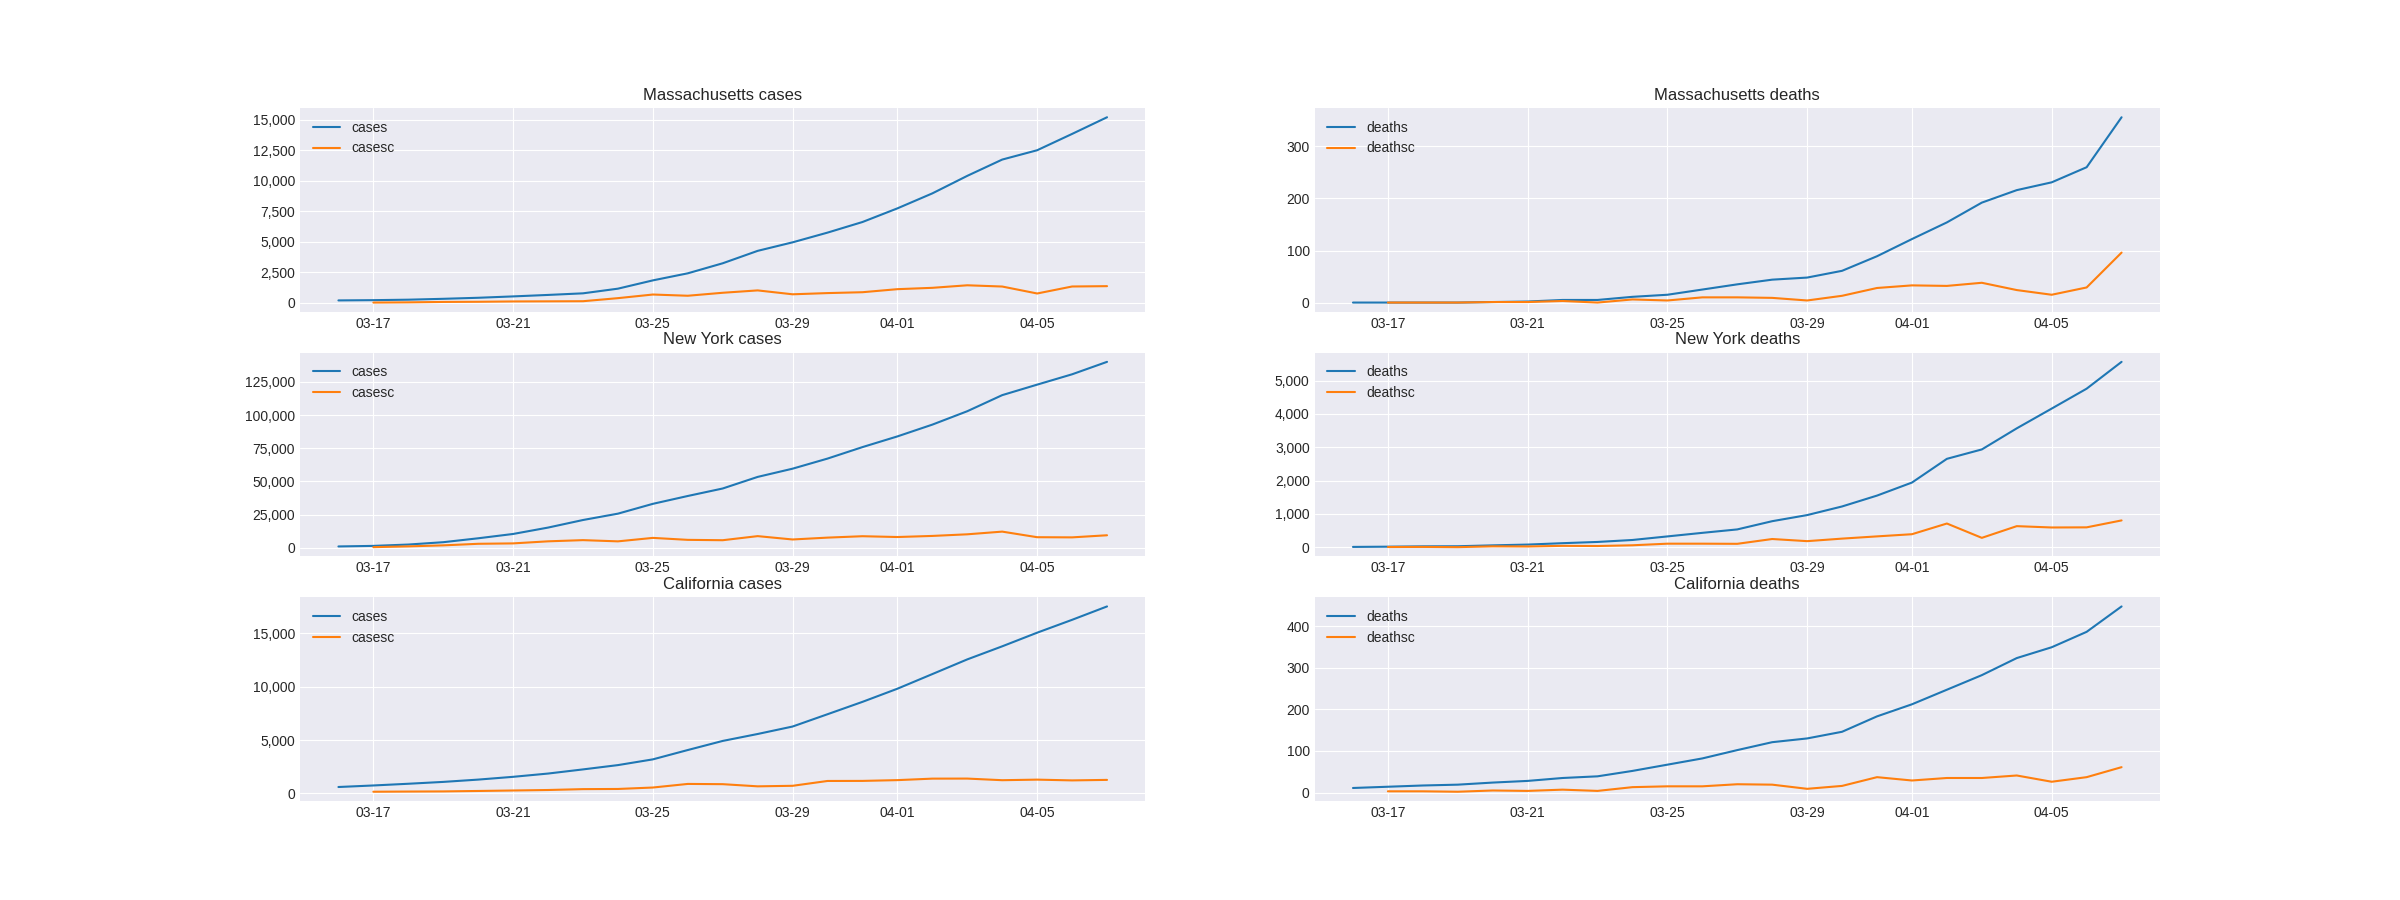 Massachusetts cases
15,000
12,500
10,000
7,500
5,000
2,500
0
cases
casesc
03-17 03-21 03-25 03-29 04-01 04-05
Massachusetts deaths
300
200
100
0
deaths
deathsc
03-17 03-21 03-25 03-29 04-01 04-05
New York cases
125,000
100,000
75,000
50,000
25,000
0
cases
casesc
03-17 03-21 03-25 03-29 04-01 04-05
New York deaths
5,000
4,000
3,000
2,000
1,000
0
deaths
deathsc
03-17 03-21 03-25 03-29 04-01 04-05
California cases
15,000
10,000
5,000
0
cases
casesc
03-17 03-21 03-25 03-29 04-01 04-05
California deaths
400
300
200
100
0
deaths
deathsc
03-17 03-21 03-25 03-29 04-01 04-05